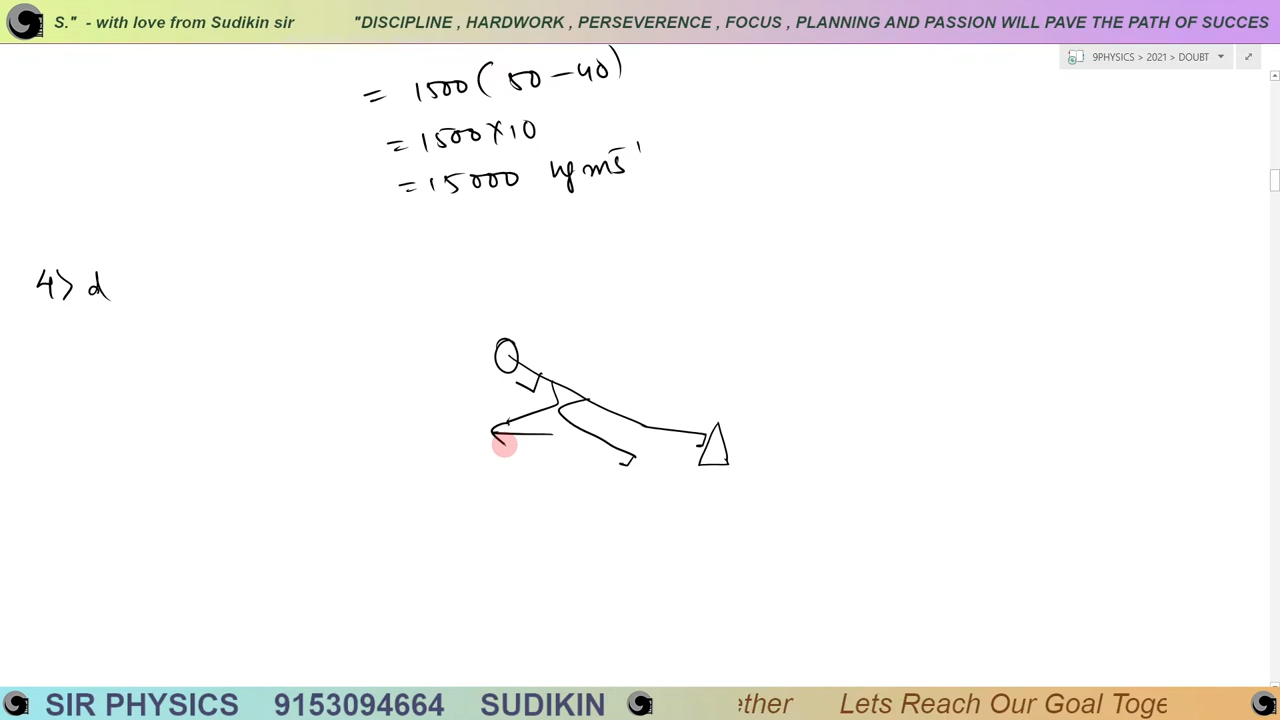 S." - with love from Sudikin sir "DISCIPLINE , HARDWORK , PERSEVERENCE , FOCUS , PLANNING AND PASSION WILL PAVE THE PATH OF SUCCES
9PHYSICS > 2021 > DOUBT
= 1500 ( 50 - 40 )
= 1500 × 10
= 15000 kg ms⁻¹
4> d
SIR PHYSICS 9153094664 SUDIKIN ether Lets Reach Our Goal Toge